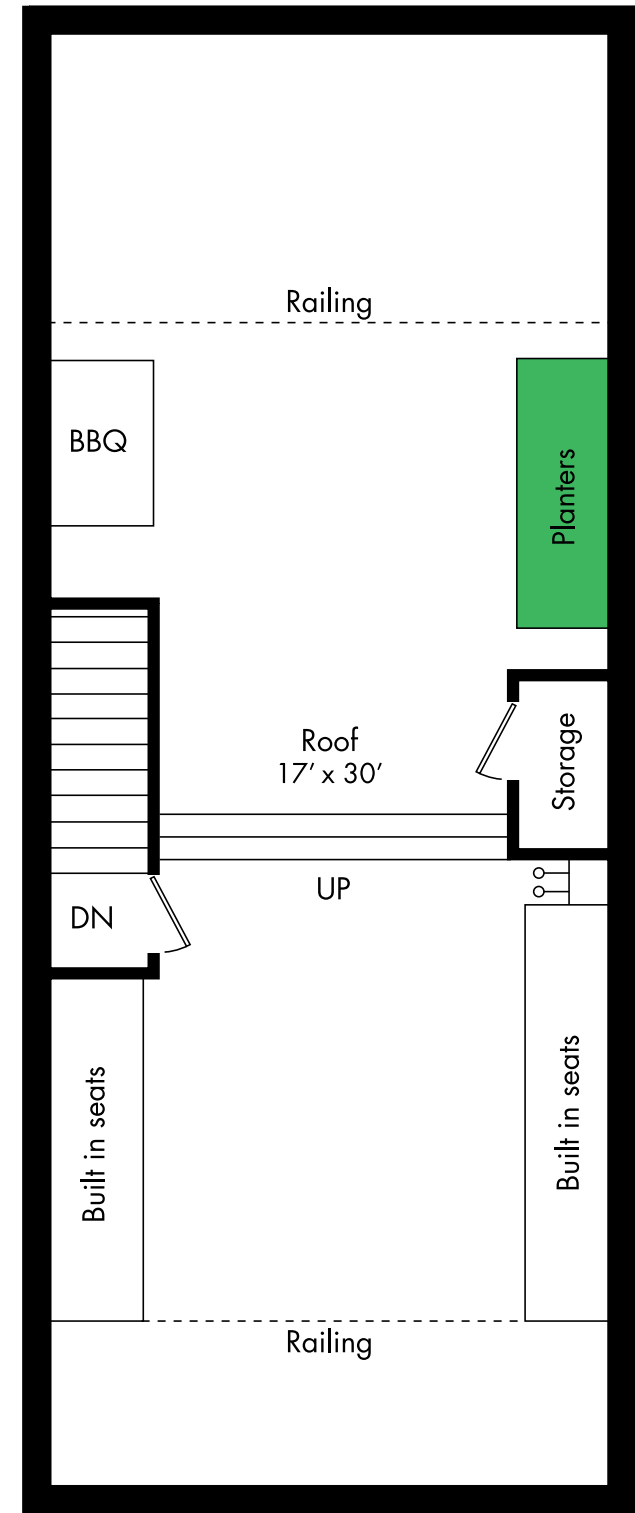 Railing
BBQ
Planters
Roof
17’ x 30’
Storage
UP
DN
Built in seats
Built in seats
Railing